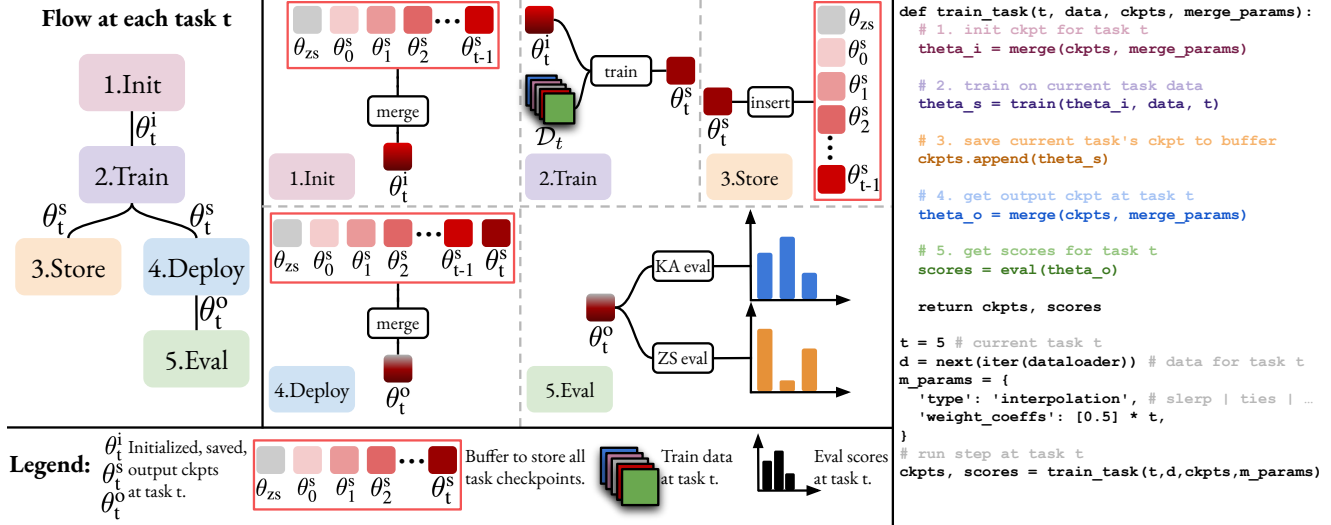 Flow at each task t
1.Init
θ_t^i
2.Train
θ_t^s
θ_t^s
3.Store
4.Deploy
θ_t^o
5.Eval
θ_zs θ_0^s θ_1^s θ_2^s θ_t-1^s
merge
θ_t^i
1.Init
θ_t^i
train
θ_t^s
D_t
2.Train
θ_t^s
insert
θ_zs
θ_0^s
θ_1^s
θ_2^s
θ_t-1^s
3.Store
θ_zs θ_0^s θ_1^s θ_2^s θ_t-1^s θ_t^s
merge
θ_t^o
4.Deploy
θ_t^o
KA eval
ZS eval
5.Eval
Legend:
θ_t^i
θ_t^s
θ_t^o
Initialized, saved,
output ckpts
at task t.
θ_zs θ_0^s θ_1^s θ_2^s θ_t^s
Buffer to store all
task checkpoints.
Train data
at task t.
Eval scores
at task t.
def train_task(t, data, ckpts, merge_params):
# 1. init ckpt for task t
theta_i = merge(ckpts, merge_params)
# 2. train on current task data
theta_s = train(theta_i, data, t)
# 3. save current task's ckpt to buffer
ckpts.append(theta_s)
# 4. get output ckpt at task t
theta_o = merge(ckpts, merge_params)
# 5. get scores for task t
scores = eval(theta_o)
return ckpts, scores
t = 5 # current task t
d = next(iter(dataloader)) # data for task t
m_params = {
'type': 'interpolation', # slerp | ties | …
'weight_coeffs': [0.5] * t,
}
# run step at task t
ckpts, scores = train_task(t,d,ckpts,m_params)